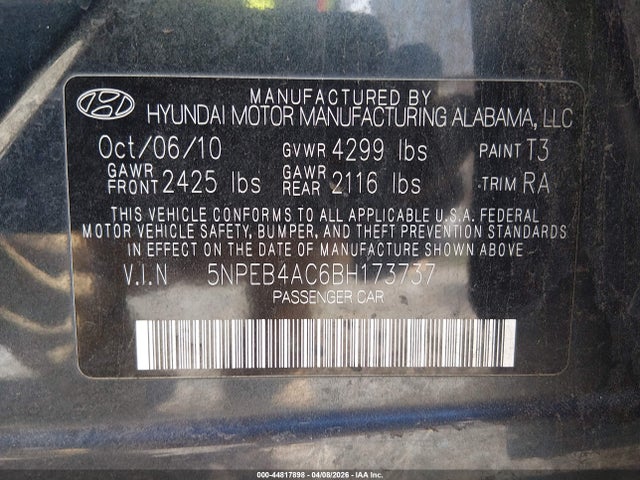 MANUFACTURED BY
HYUNDAI MOTOR MANUFACTURING ALABAMA, LLC
Oct/06/10 GVWR 4299 lbs PAINT T3
GAWR FRONT 2425 lbs GAWR REAR 2116 lbs TRIM RA
THIS VEHICLE CONFORMS TO ALL APPLICABLE U.S.A. FEDERAL
MOTOR VEHICLE SAFETY, BUMPER, AND THEFT PREVENTION STANDARDS
IN EFFECT ON THE DATE OF MANUFACTURE SHOWN ABOVE
V.I.N 5NPEB4AC6BH173737
PASSENGER CAR
000-44817898 - 04/08/2026 - IAA Inc.